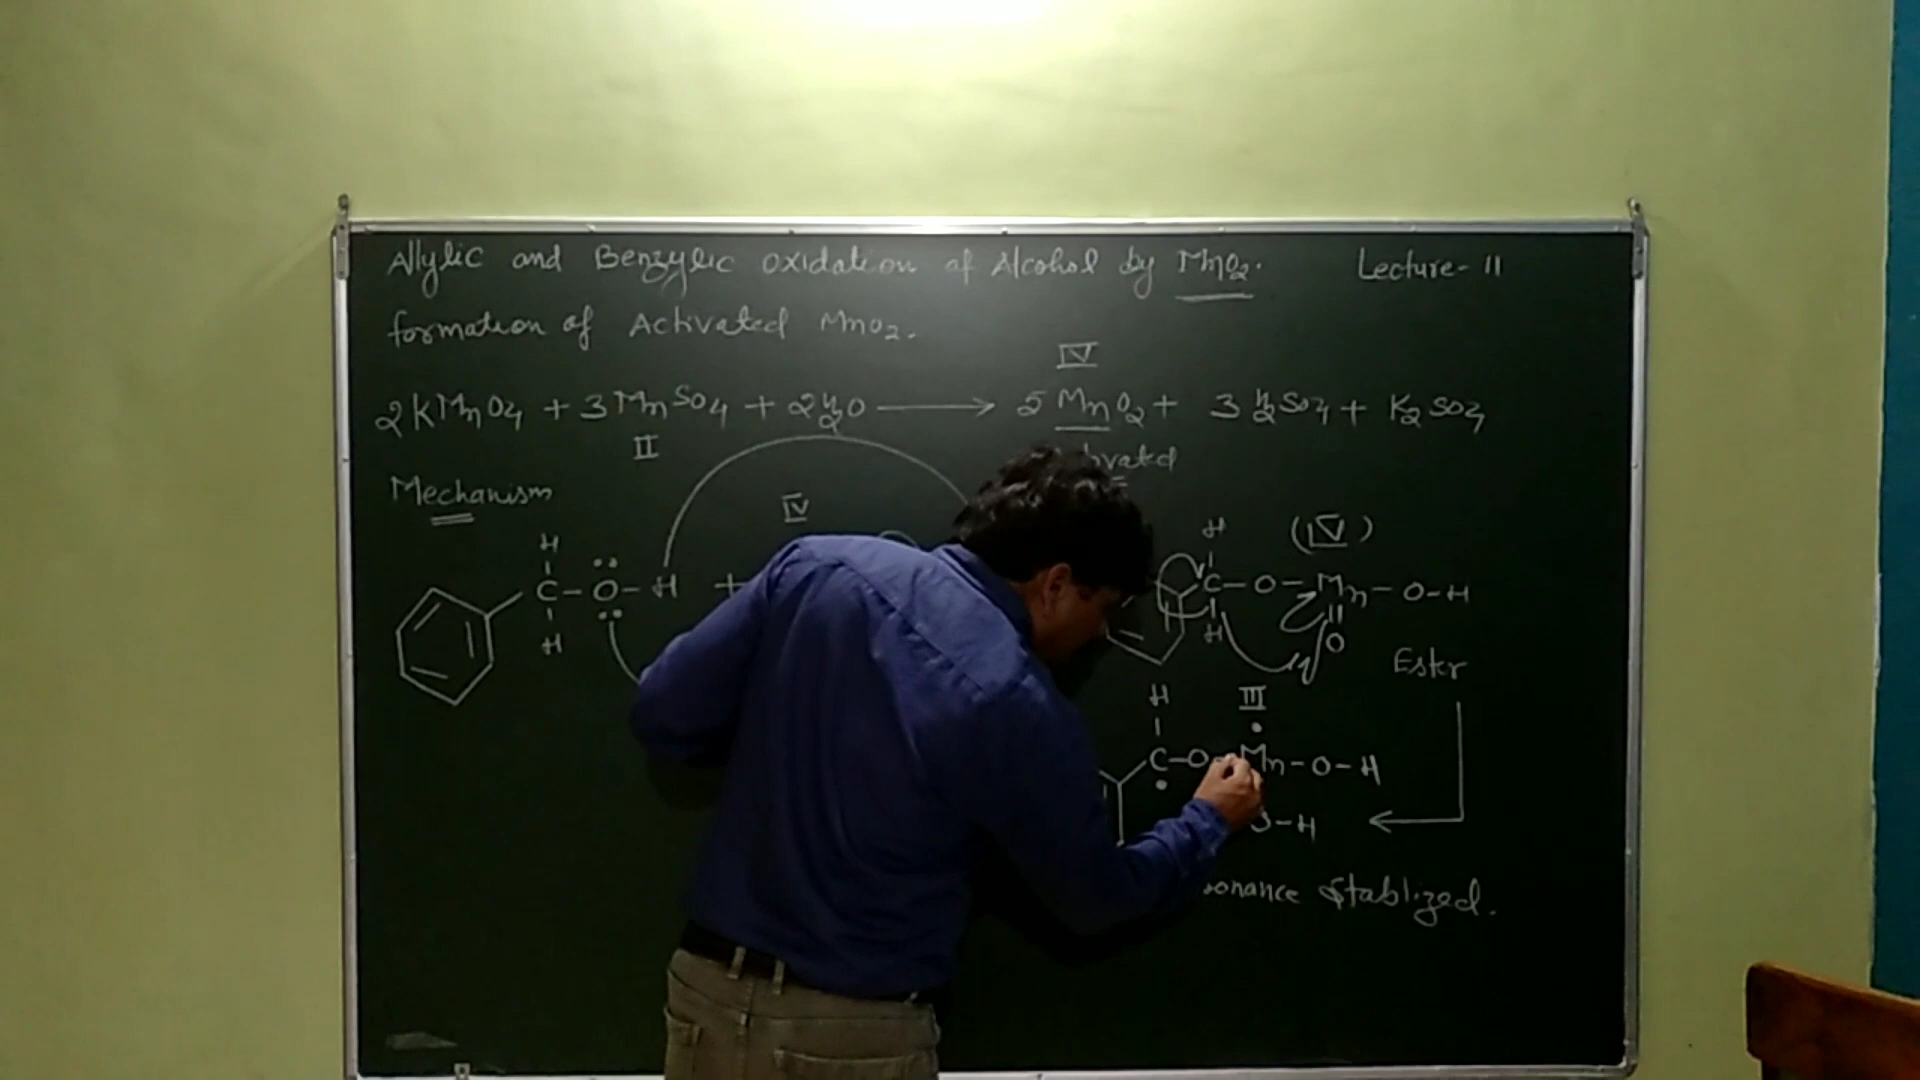 Allylic and Benzylic oxidation of Alcohol by MnO2. Lecture-11
formation of Activated MnO2.
IV
2KMnO4 + 3MnSO4 + 2H2O → 5MnO2 + 3H2SO4 + K2SO4
II
Mechanism
IV
H
(IV)
H
C-O-H +
H
C-O-Mn-O-H
H
O
Ester
H
III
C-O-Mn-O-H
O-H
Stablized.